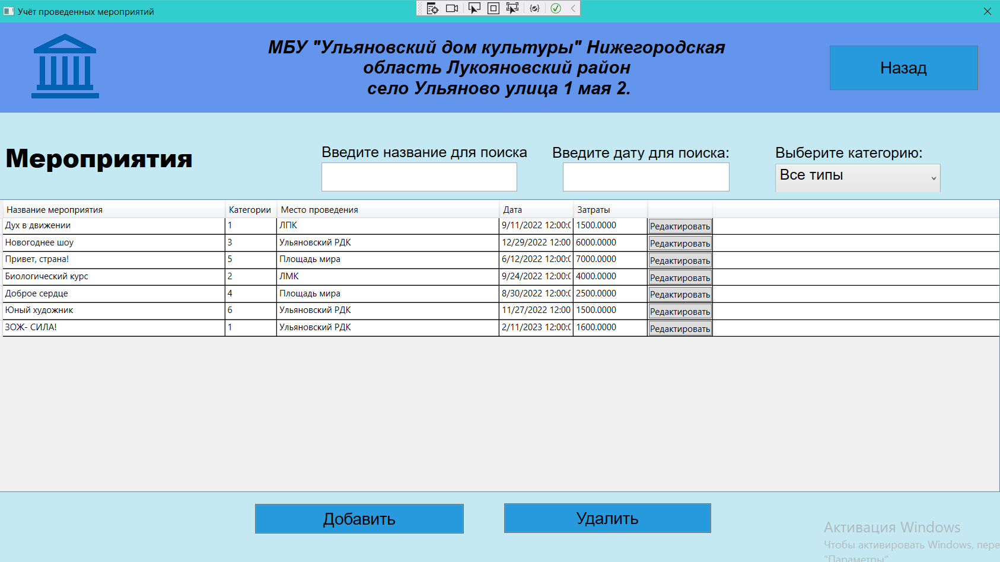 Учёт проведенных мероприятий
МБУ "Ульяновский дом культуры" Нижегородская
область Лукояновский район
село Ульяново улица 1 мая 2.
Назад
Мероприятия
Введите название для поиска
Введите дату для поиска:
Выберите категорию:
Все типы
Название мероприятия Категории Место проведения Дата Затраты
Дух в движении 1 ЛПК 9/11/2022 12:00:0 1500.0000 Редактировать
Новогоднее шоу 3 Ульяновский РДК 12/29/2022 12:00 6000.0000 Редактировать
Привет, страна! 5 Площадь мира 6/12/2022 12:00:0 7000.0000 Редактировать
Биологический курс 2 ЛМК 9/24/2022 12:00:0 4000.0000 Редактировать
Доброе сердце 4 Площадь мира 8/30/2022 12:00:0 2500.0000 Редактировать
Юный художник 6 Ульяновский РДК 11/27/2022 12:00 1500.0000 Редактировать
ЗОЖ- СИЛА! 1 Ульяновский РДК 2/11/2023 12:00:0 1600.0000 Редактировать
Добавить
Удалить
Активация Windows
Чтобы активировать Windows, пере
"Параметры"